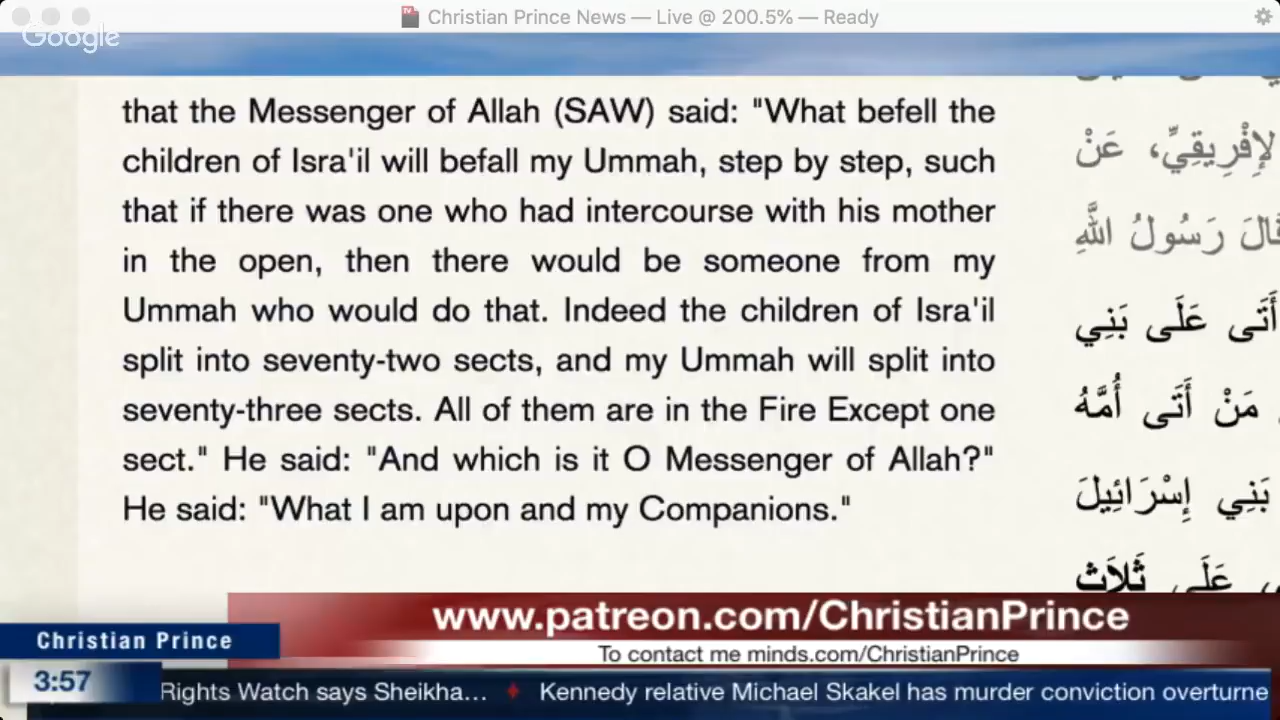 Christian Prince News — Live @ 200.5% — Ready
Google
that the Messenger of Allah (SAW) said: "What befell the
children of Isra'il will befall my Ummah, step by step, such
that if there was one who had intercourse with his mother
in the open, then there would be someone from my
Ummah who would do that. Indeed the children of Isra'il
split into seventy-two sects, and my Ummah will split into
seventy-three sects. All of them are in the Fire Except one
sect." He said: "And which is it O Messenger of Allah?"
He said: "What I am upon and my Companions."
لإِفْرِيقِيِّ، عَنْ
قَالَ رَسُولُ اللَّهِ
أَتَى عَلَى بَنِي
مَنْ أَتَى أُمَّهُ
بَنِي إِسْرَائِيلَ
عَلَى ثَلاَثٍ
www.patreon.com/ChristianPrince
To contact me minds.com/ChristianPrince
Christian Prince
3:57
Rights Watch says Sheikha... ♦ Kennedy relative Michael Skakel has murder conviction overturne